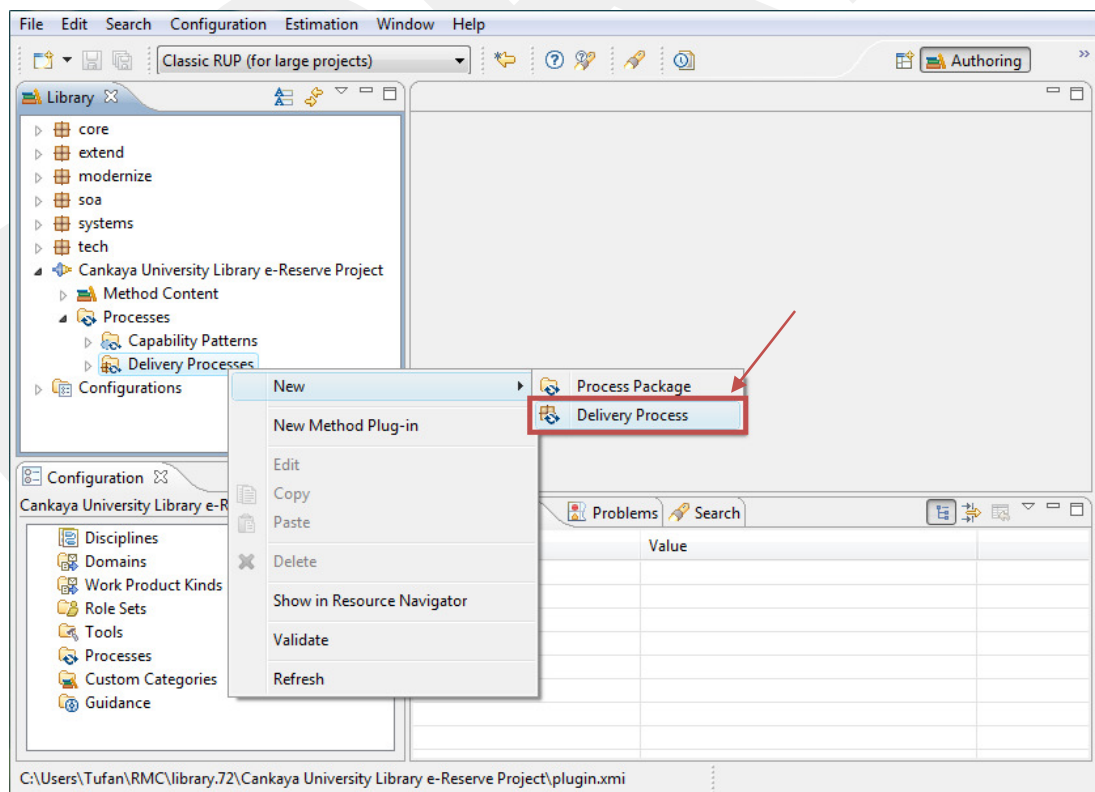 File Edit Search Configuration Estimation Window Help
Classic RUP (for large projects)
Authoring
Library
core
extend
modernize
soa
systems
tech
Cankaya University Library e-Reserve Project
Method Content
Processes
Capability Patterns
Delivery Processes
Configurations
New
New Method Plug-in
Edit
Copy
Paste
Delete
Show in Resource Navigator
Validate
Refresh
Process Package
Delivery Process
Configuration
Cankaya University Library e-R
Disciplines
Domains
Work Product Kinds
Role Sets
Tools
Processes
Custom Categories
Guidance
Problems Search
Value
C:\Users\Tufan\RMC\library.72\Cankaya University Library e-Reserve Project\plugin.xmi